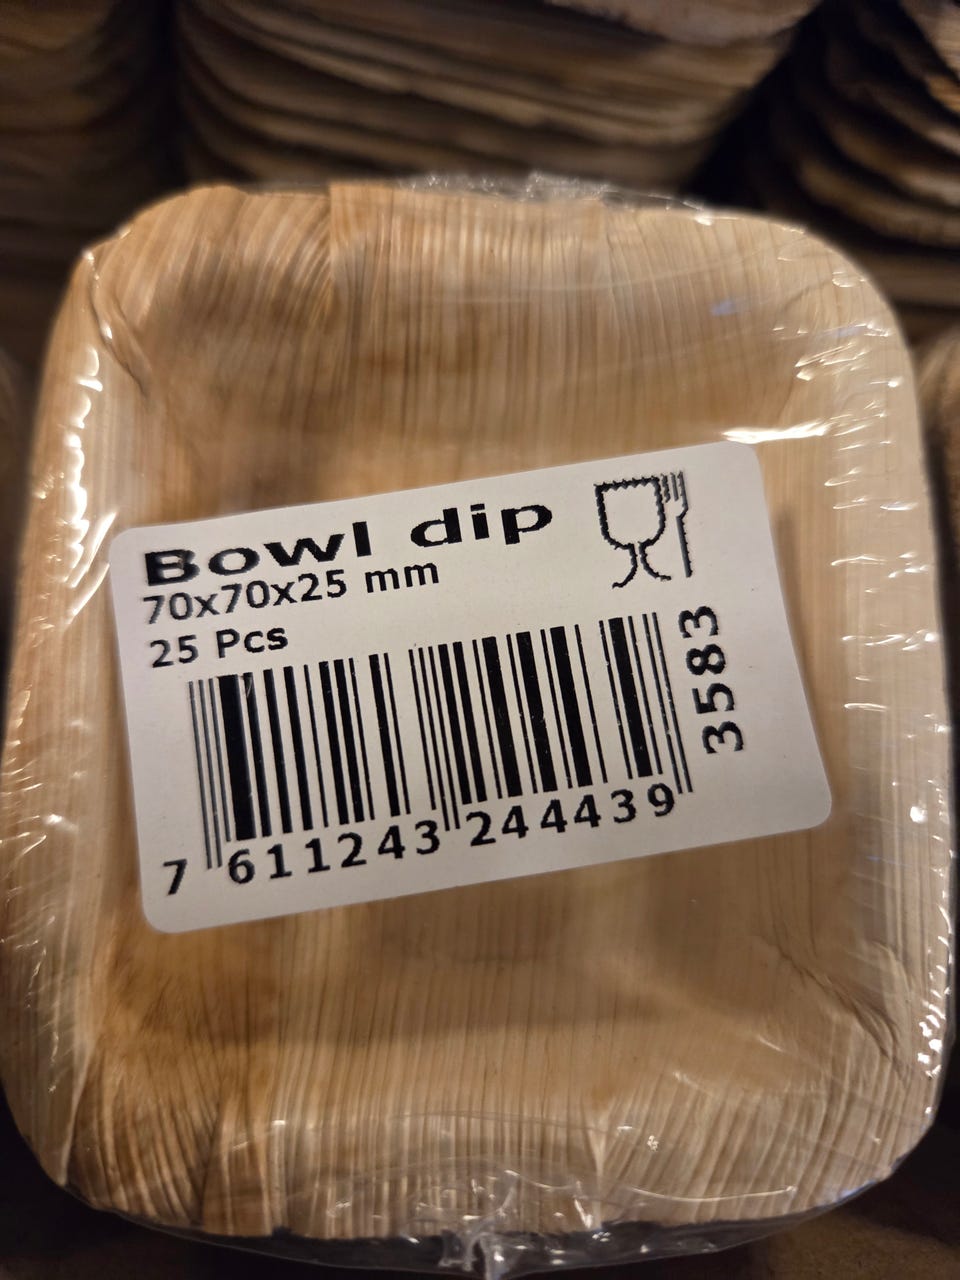 Bowl dip
70x70x25 mm
25 Pcs
3583
7 611243 244439